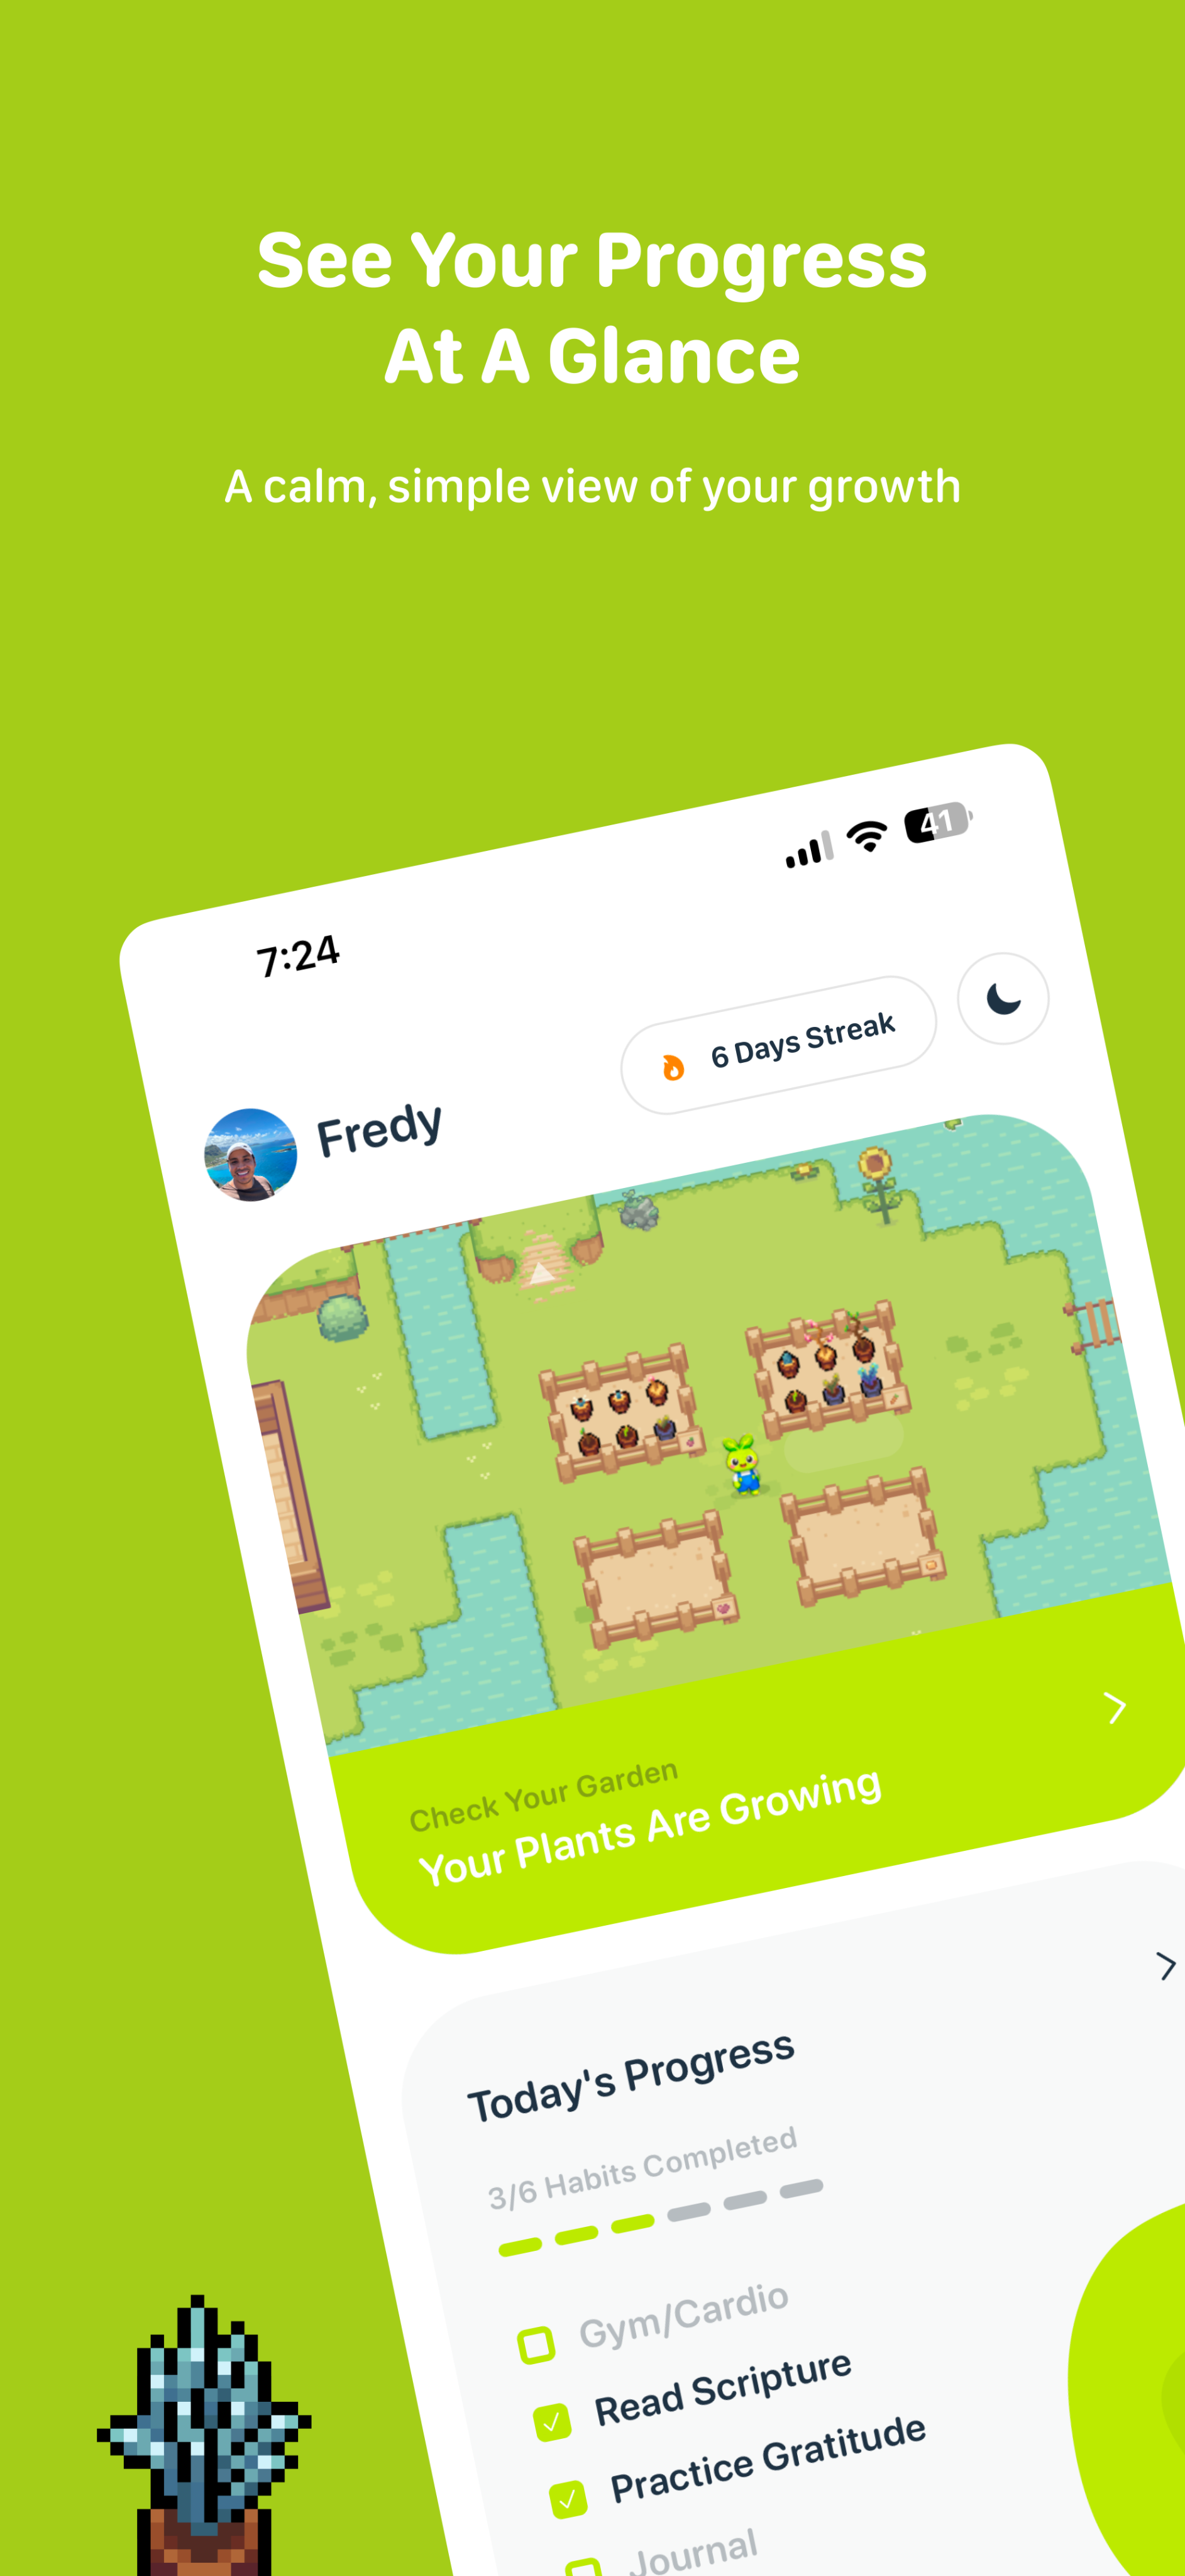 See Your Progress
At A Glance
A calm, simple view of your growth
7:24
41
6 Days Streak
Fredy
Check Your Garden
Your Plants Are Growing
Today's Progress
3/6 Habits Completed
Gym/Cardio
Read Scripture
Practice Gratitude
Journal